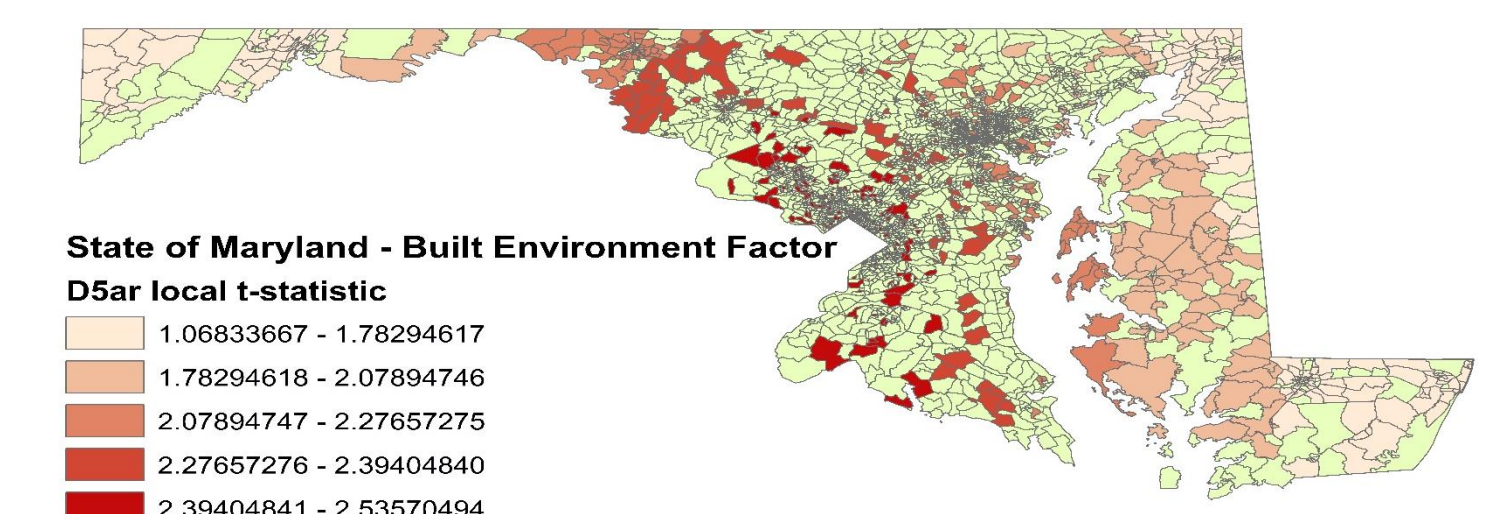 State of Maryland - Built Environment Factor
D5ar local t-statistic
1.06833667 - 1.78294617
1.78294618 - 2.07894746
2.07894747 - 2.27657275
2.27657276 - 2.39404840
2.39404841 - 2.53570494